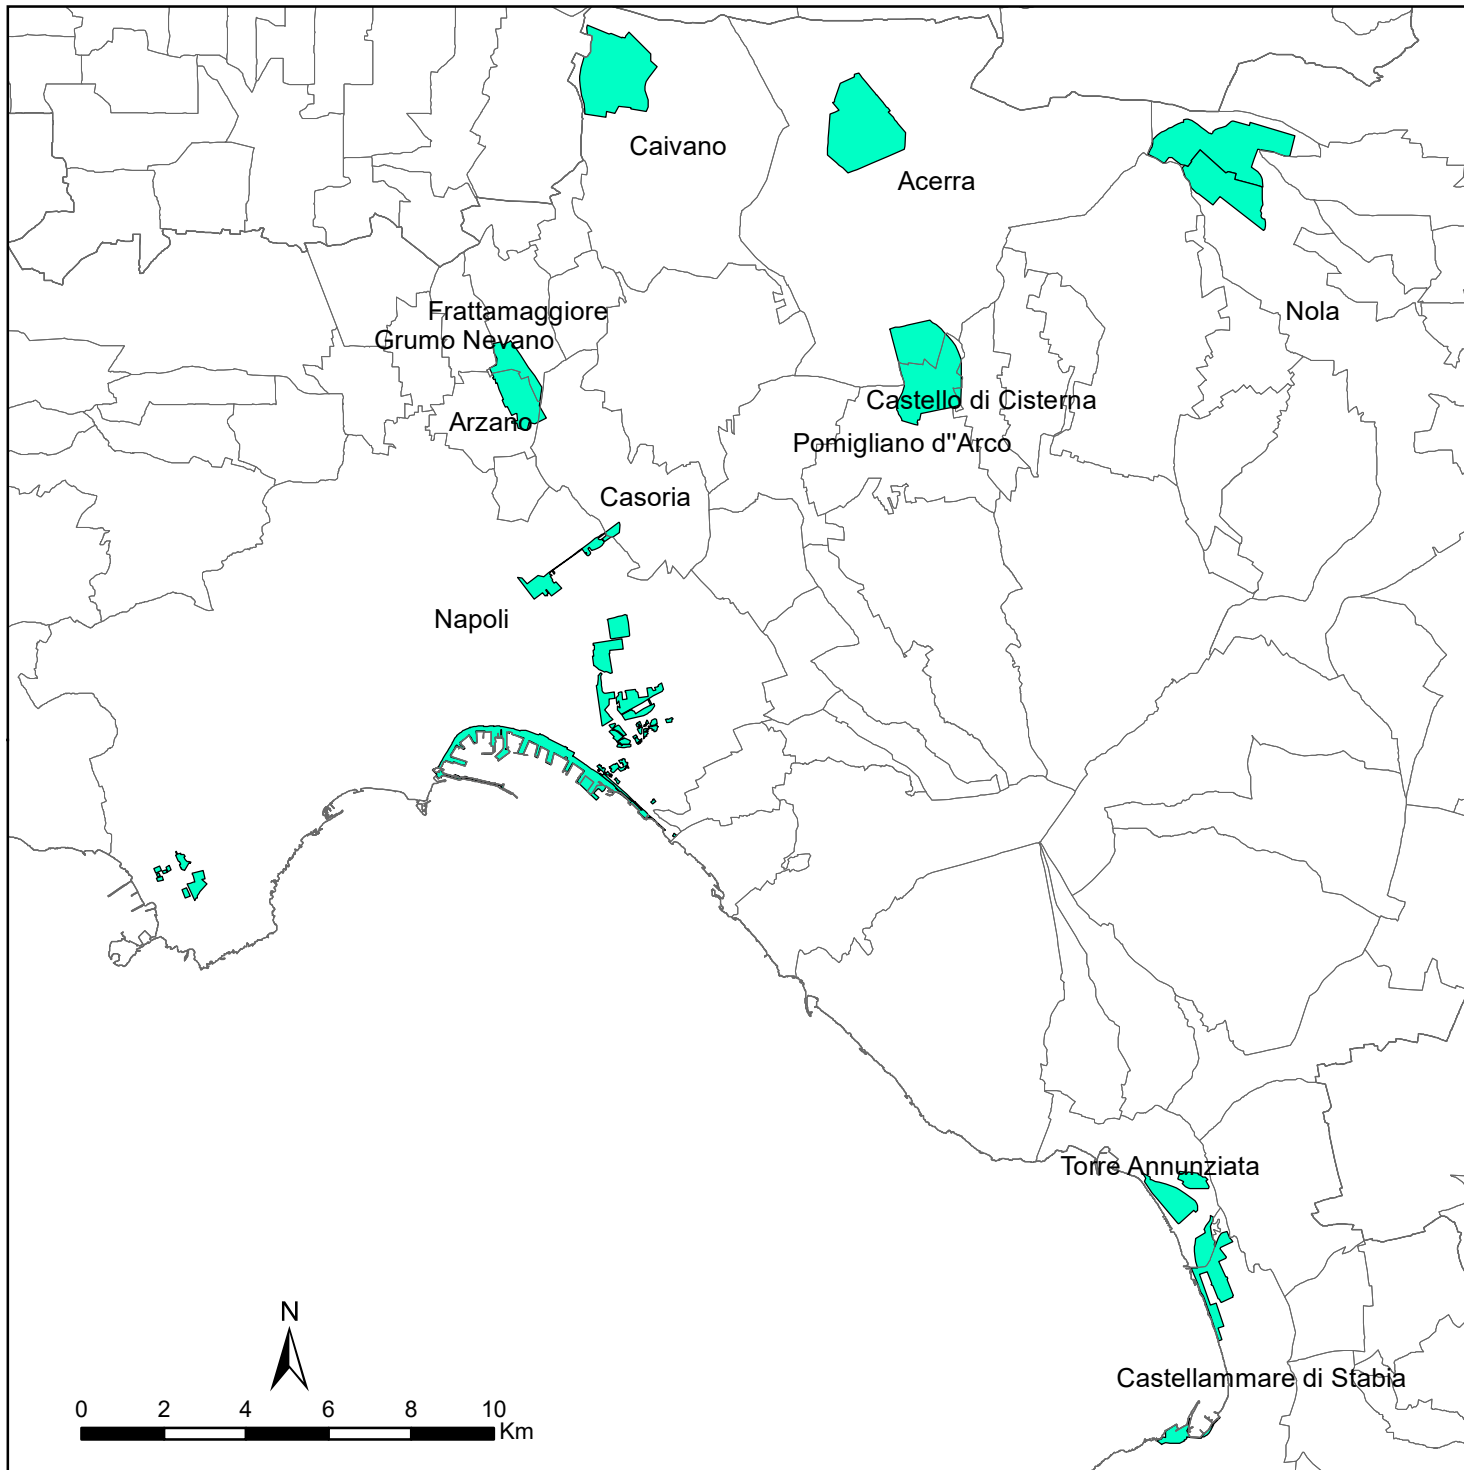 Caivano
Acerra
Frattamaggiore
Nola
Grumo Nevano
Castello di Cisterna
Arzano
Pomigliano d''Arco
Casoria
Napoli
Torre Annunziata
N
Castellammare di Stabia
0 2 4 6 8 10
Km